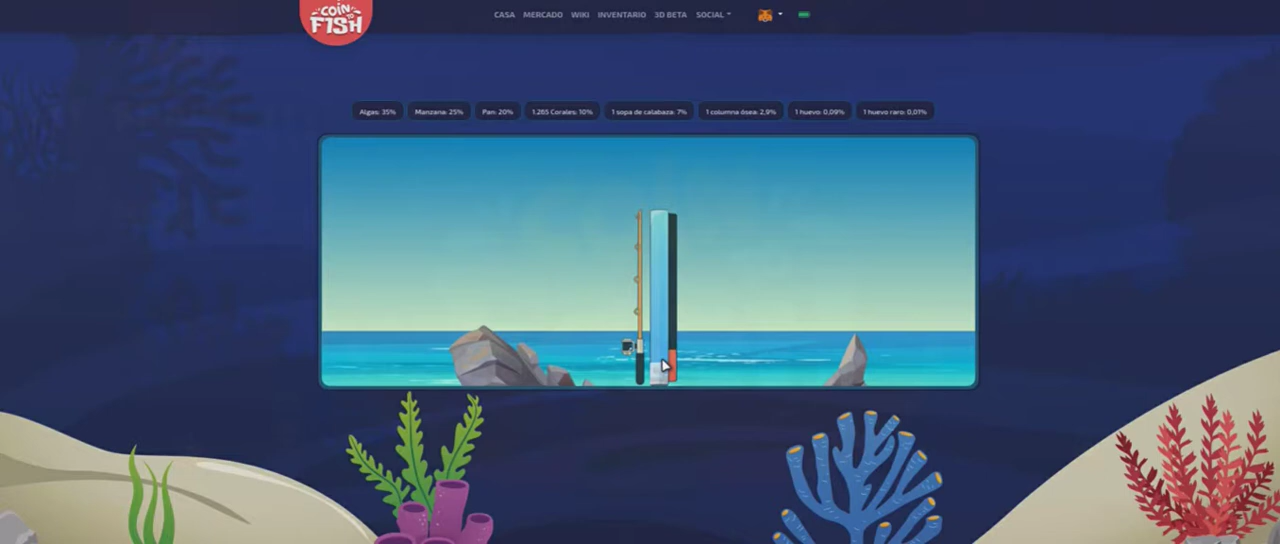 COIN
TO
FISH
CASA MERCADO WIKI INVENTARIO 3D BETA SOCIAL
Algas: 35% Manzana: 25% Pan: 20% 1.265 Corales: 10% 1 sopa de calabaza: 7% 1 columna ósea: 2,9% 1 huevo: 0,09% 1 huevo raro: 0,01%